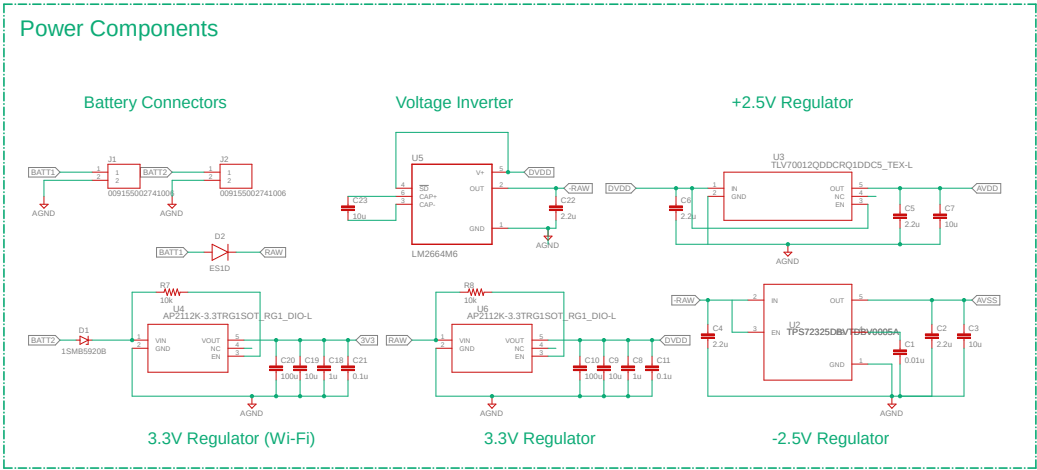 Power Components
Battery Connectors
Voltage Inverter
+2.5V Regulator
J1
BATT1
1
2
1
2
009155002741006
AGND
J2
BATT2
1
2
1
2
009155002741006
AGND
D2
BATT1
RAW
ES1D
U5
4
SD
6
CAP+
3
CAP-
V+
5
DVDD
OUT
2
-RAW
GND
1
C23
10u
C22
2.2u
AGND
LM2664M6
U3
TLV70012QDDCRQ1DDC5_TEX-L
DVDD
1
IN
2
GND
OUT
5
NC
4
EN
3
AVDD
C6
2.2u
C5
2.2u
C7
10u
AGND
R7
10k
U4
AP2112K-3.3TRG1SOT_RG1_DIO-L
BATT2
D1
1SMB5920B
1
VIN
2
GND
VOUT
5
NC
4
EN
3
3V3
C20
100u
C19
10u
C18
1u
C21
0.1u
AGND
3.3V Regulator (Wi-Fi)
R8
10k
U6
AP2112K-3.3TRG1SOT_RG1_DIO-L
RAW
1
VIN
2
GND
VOUT
5
NC
4
EN
3
DVDD
C10
100u
C9
10u
C8
1u
C11
0.1u
AGND
3.3V Regulator
-RAW
2
IN
3
EN
OUT
5
AVSS
U2
GND
1
C4
2.2u
C1
0.01u
C2
2.2u
C3
10u
AGND
-2.5V Regulator